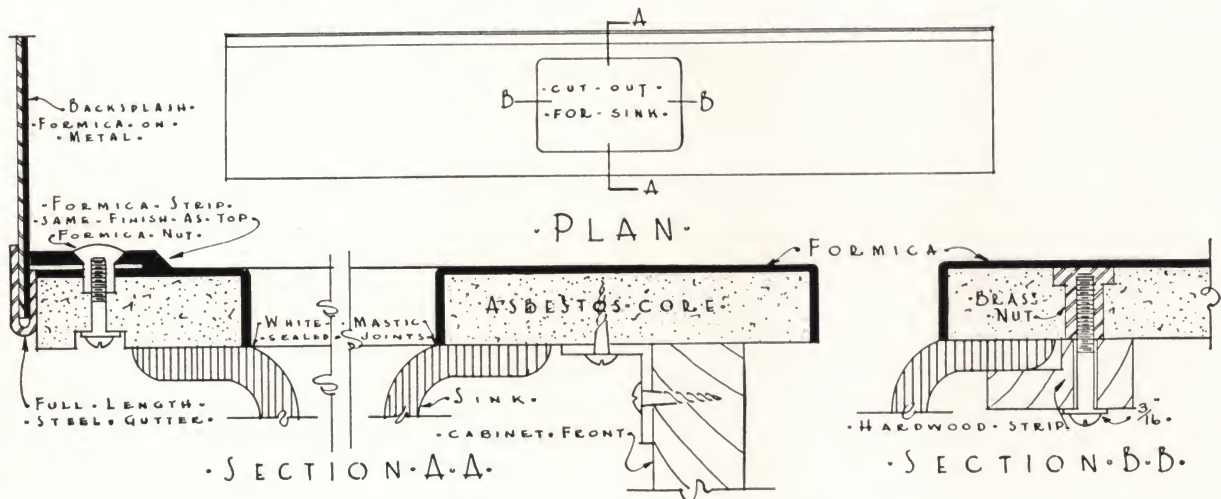 A
·CUT·OUT·
B
B
·FOR·SINK·
A
·PLAN·
·BACKSPLASH·
FORMICA·ON·
·METAL·
·FORMICA·STRIP·
·SAME·FINISH·AS·TOP
FORMICA·NUT·
·FORMICA·
·ASBESTOS·CORE·
WHITE·MASTIC
·SEALED·JOINTS·
·SINK·
·CABINET·FRONT·
·FULL·LENGTH·
·STEEL·GUTTER·
·SECTION·A·A·
BRASS
·NUT·
3/16"
·HARDWOOD·STRIP·
·SECTION·B·B·